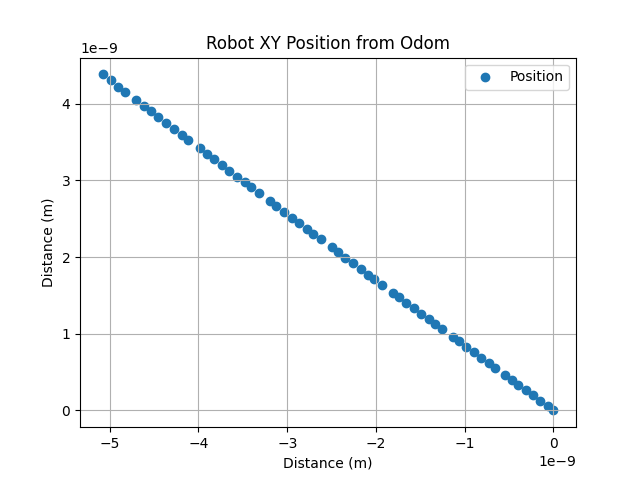 Robot XY Position from Odom
1e−9
Position
4
3
2
1
0
Distance (m)
−5 −4 −3 −2 −1 0
Distance (m)
1e−9